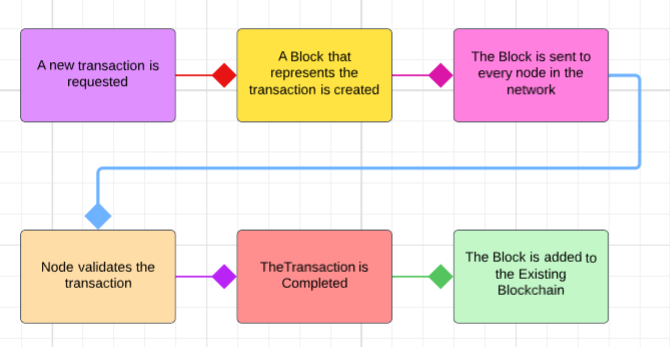 A new transaction is
requested
A Block that
represents the
transaction is created
The Block is sent to
every node in the
network
Node validates the
transaction
TheTransaction is
Completed
The Block is added to
the Existing
Blockchain